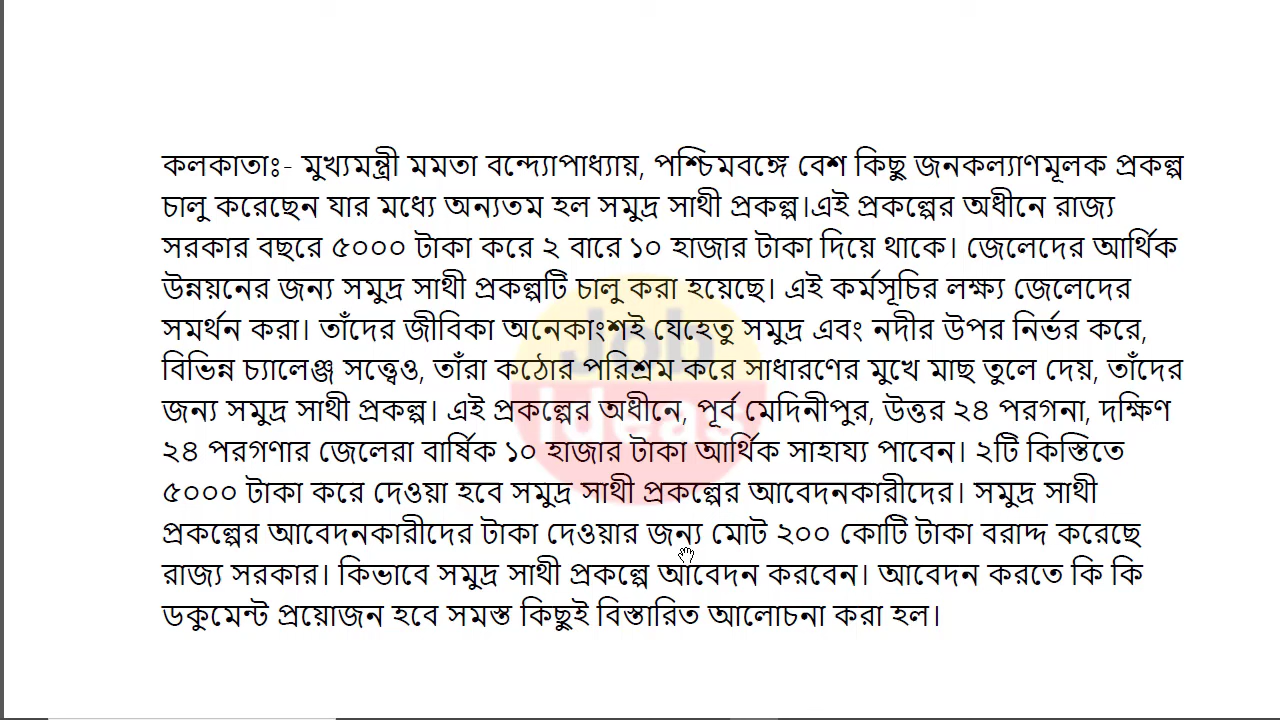 কলকাতাঃ- মুখ্যমন্ত্রী মমতা বন্দ্যোপাধ্যায়, পশ্চিমবঙ্গে বেশ কিছু জনকল্যাণমূলক প্রকল্প
চালু করেছেন যার মধ্যে অন্যতম হল সমুদ্র সাথী প্রকল্প।এই প্রকল্পের অধীনে রাজ্য
সরকার বছরে ৫০০০ টাকা করে ২ বারে ১০ হাজার টাকা দিয়ে থাকে। জেলেদের আর্থিক
উন্নয়নের জন্য সমুদ্র সাথী প্রকল্পটি চালু করা হয়েছে। এই কর্মসূচির লক্ষ্য জেলেদের
সমর্থন করা। তাঁদের জীবিকা অনেকাংশই যেহেতু সমুদ্র এবং নদীর উপর নির্ভর করে,
বিভিন্ন চ্যালেঞ্জ সত্ত্বেও, তাঁরা কঠোর পরিশ্রম করে সাধারণের মুখে মাছ তুলে দেয়, তাঁদের
জন্য সমুদ্র সাথী প্রকল্প। এই প্রকল্পের অধীনে, পূর্ব মেদিনীপুর, উত্তর ২৪ পরগনা, দক্ষিণ
২৪ পরগণার জেলেরা বার্ষিক ১০ হাজার টাকা আর্থিক সাহায্য পাবেন। ২টি কিস্তিতে
৫০০০ টাকা করে দেওয়া হবে সমুদ্র সাথী প্রকল্পের আবেদনকারীদের। সমুদ্র সাথী
প্রকল্পের আবেদনকারীদের টাকা দেওয়ার জন্য মোট ২০০ কোটি টাকা বরাদ্দ করেছে
রাজ্য সরকার। কিভাবে সমুদ্র সাথী প্রকল্পে আবেদন করবেন। আবেদন করতে কি কি
ডকুমেন্ট প্রয়োজন হবে সমস্ত কিছুই বিস্তারিত আলোচনা করা হল।
Job
Ideas